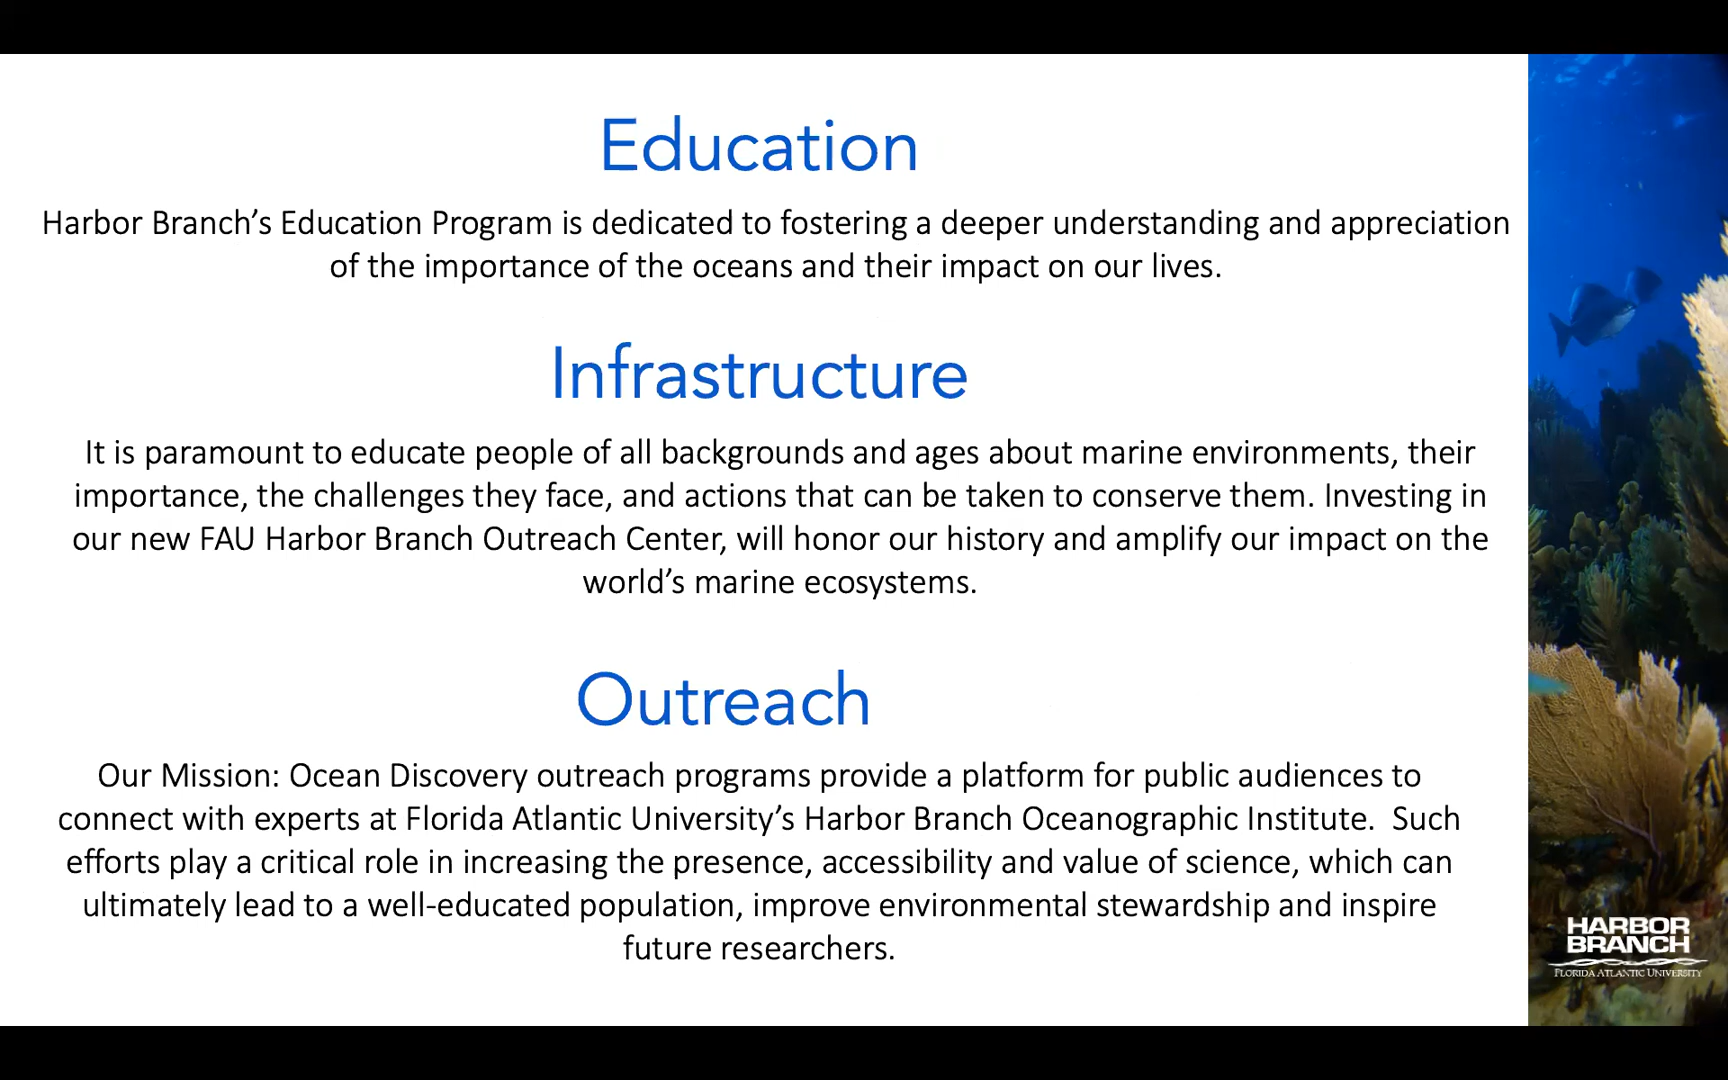 Education
Harbor Branch’s Education Program is dedicated to fostering a deeper understanding and appreciation
of the importance of the oceans and their impact on our lives.
Infrastructure
It is paramount to educate people of all backgrounds and ages about marine environments, their
importance, the challenges they face, and actions that can be taken to conserve them. Investing in
our new FAU Harbor Branch Outreach Center, will honor our history and amplify our impact on the
world’s marine ecosystems.
Outreach
Our Mission: Ocean Discovery outreach programs provide a platform for public audiences to
connect with experts at Florida Atlantic University’s Harbor Branch Oceanographic Institute.  Such
efforts play a critical role in increasing the presence, accessibility and value of science, which can
ultimately lead to a well-educated population, improve environmental stewardship and inspire
future researchers.
HARBOR
BRANCH
FLORIDA ATLANTIC UNIVERSITY